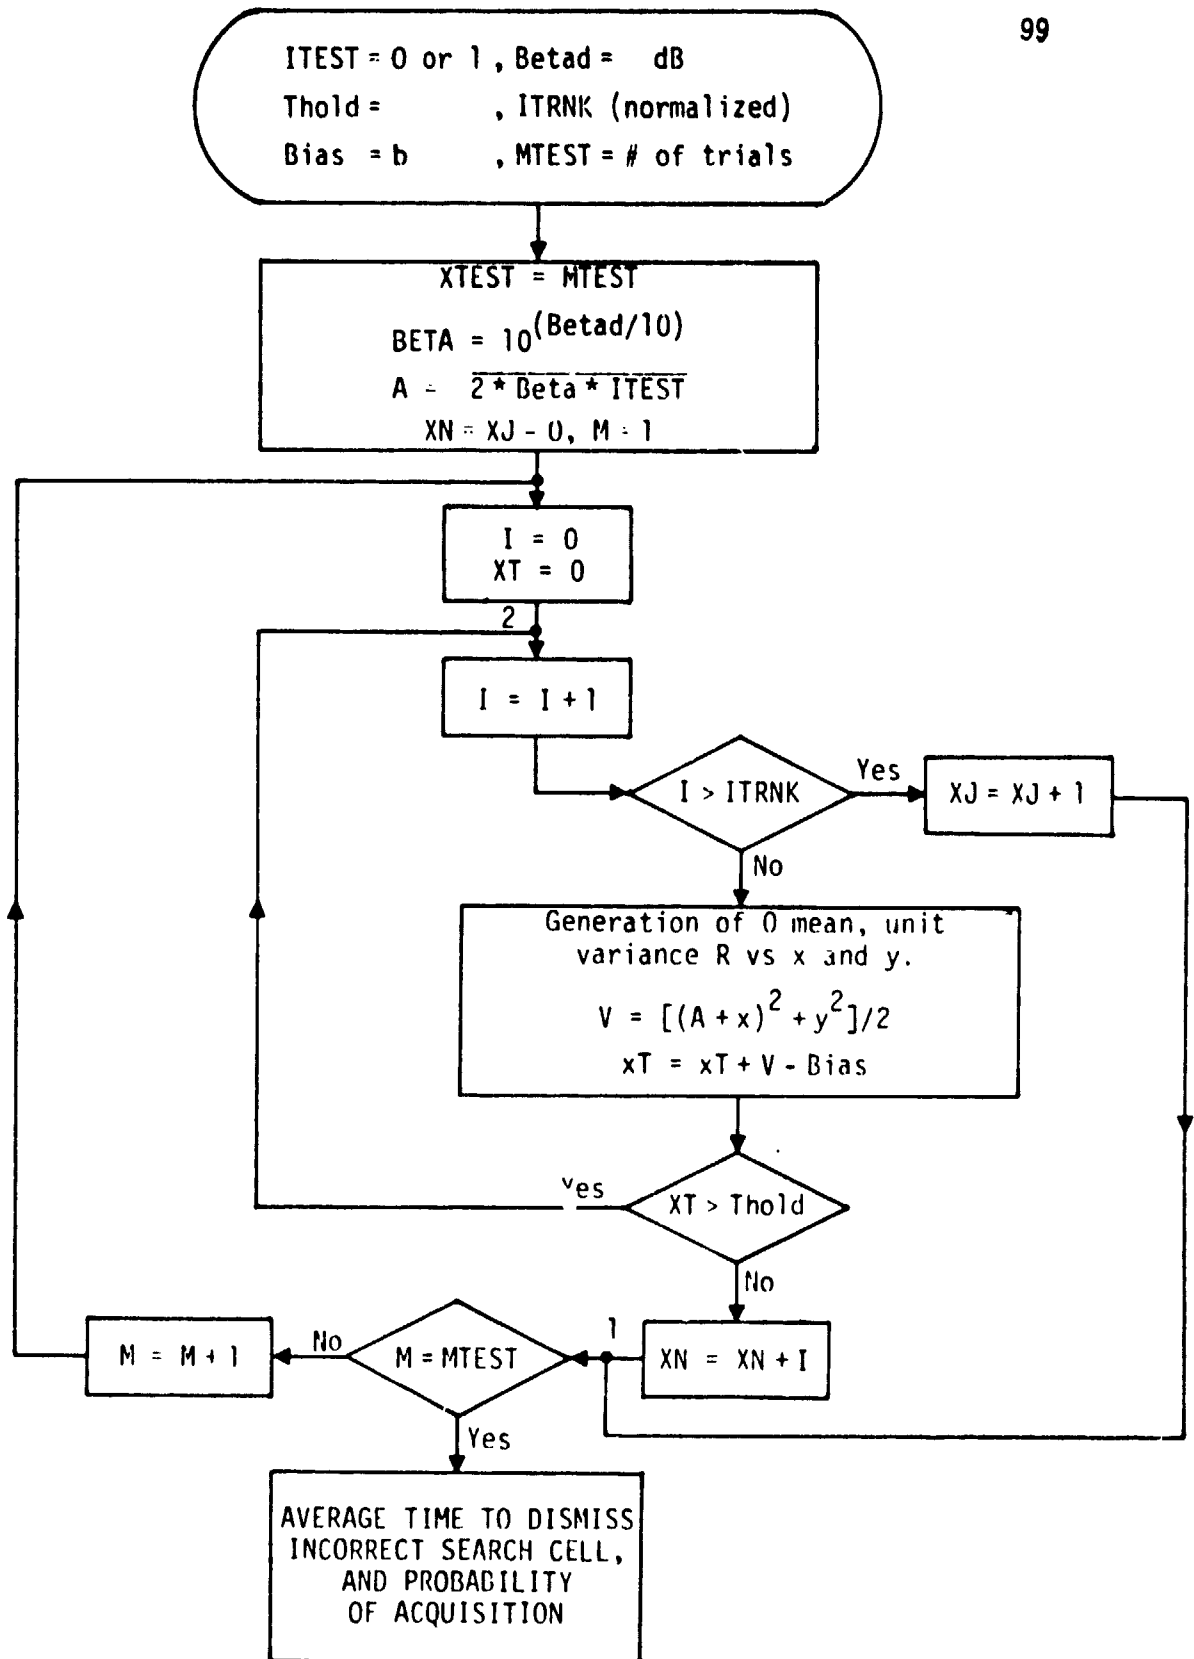 99
ITEST = 0 or 1 , Betad = dB
Thold = , ITRNK (normalized)
Bias = b , MTEST = # of trials
XTEST = MTEST
BETA = 10^(Betad/10)
A = 2 * Beta * ITEST
XN = XJ = 0, M = 1
I = 0
XT = 0
2
I = I + 1
I > ITRNK
Yes
XJ = XJ + 1
No
Generation of 0 mean, unit
variance R vs x and y.
V = [(A + x)^2 + y^2]/2
xT = xT + V - Bias
XT > Thold
Yes
No
XN = XN + I
1
M = MTEST
No
M = M + 1
Yes
AVERAGE TIME TO DISMISS
INCORRECT SEARCH CELL,
AND PROBABILITY
OF ACQUISITION